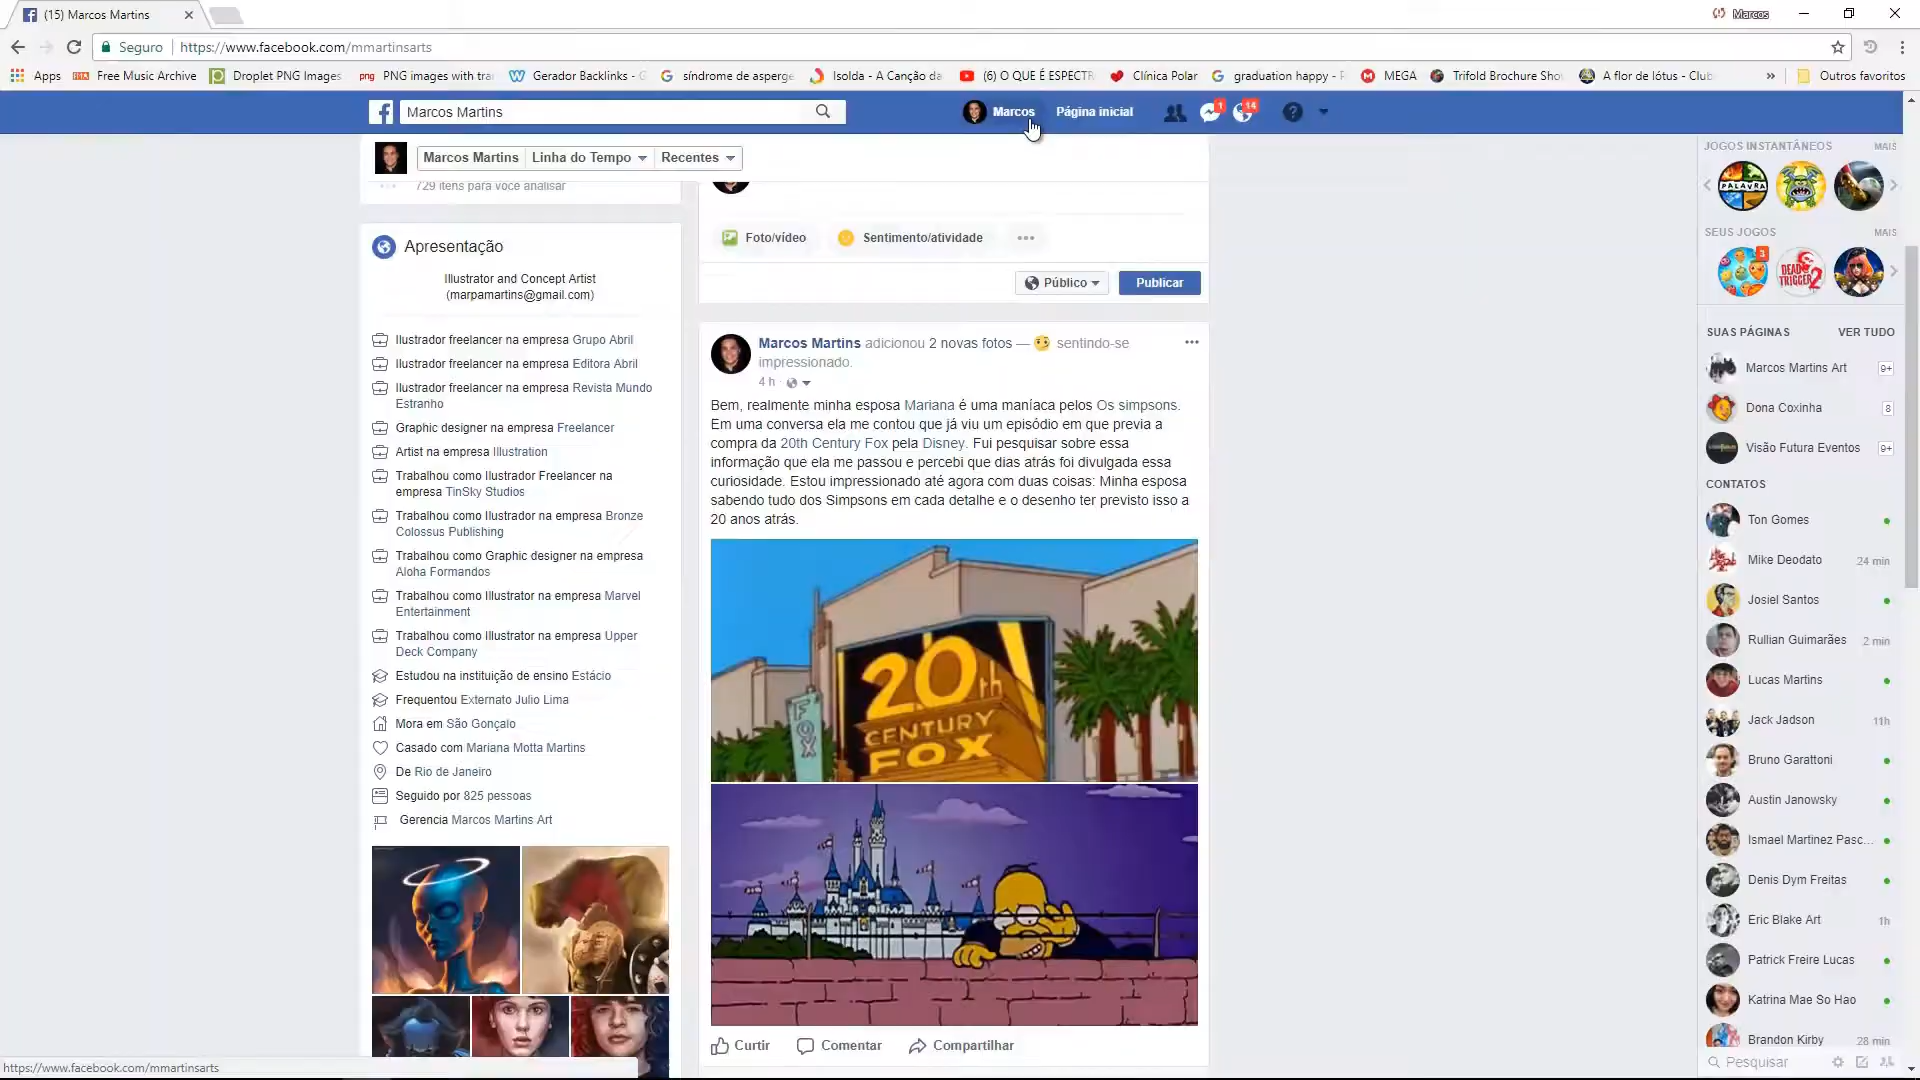 (15) Marcos Martins
Marcos
Seguro
https://www.facebook.com/mmartinsarts
Apps
Free Music Archive
Droplet PNG Images
png
PNG images with tra
Gerador Backlinks - G
síndrome de asperge
Isolda - A Canção da
(6) O QUE É ESPECTR
Clínica Polar
graduation happy - P
MEGA
Trifold Brochure Sho
A flor de lótus - Club
»
Outros favoritos
Marcos Martins
Marcos
Página inicial
1
14
Marcos Martins
Linha do Tempo
Recentes
729 itens para você analisar
Apresentação
Illustrator and Concept Artist
(marpamartins@gmail.com)
Ilustrador freelancer na empresa Grupo Abril
Ilustrador freelancer na empresa Editora Abril
Ilustrador freelancer na empresa Revista Mundo
Estranho
Graphic designer na empresa Freelancer
Artist na empresa Illustration
Trabalhou como Ilustrador Freelancer na
empresa TinSky Studios
Trabalhou como Ilustrador na empresa Bronze
Colossus Publishing
Trabalhou como Graphic designer na empresa
Aloha Formandos
Trabalhou como Illustrator na empresa Marvel
Entertainment
Trabalhou como Illustrator na empresa Upper
Deck Company
Estudou na instituição de ensino Estácio
Frequentou Externato Julio Lima
Mora em São Gonçalo
Casado com Mariana Motta Martins
De Rio de Janeiro
Seguido por 825 pessoas
Gerencia Marcos Martins Art
Foto/vídeo
Sentimento/atividade
Público
Publicar
Marcos Martins adicionou 2 novas fotos — sentindo-se
impressionado.
4 h
Bem, realmente minha esposa Mariana é uma maníaca pelos Os simpsons.
Em uma conversa ela me contou que já viu um episódio em que previa a
compra da 20th Century Fox pela Disney. Fui pesquisar sobre essa
informação que ela me passou e percebi que dias atrás foi divulgada essa
curiosidade. Estou impressionado até agora com duas coisas: Minha esposa
sabendo tudo dos Simpsons em cada detalhe e o desenho ter previsto isso a
20 anos atrás.
20th
CENTURY
FOX
FOX
Curtir
Comentar
Compartilhar
JOGOS INSTANTÂNEOS
MAIS
PALAVRA
SEUS JOGOS
MAIS
3
DEAD
TRIGGER
2
SUAS PÁGINAS
VER TUDO
Marcos Martins Art
9+
Dona Coxinha
8
Visão Futura Eventos
9+
CONTATOS
Ton Gomes
Mike Deodato
24 min
Josiel Santos
Rullian Guimarães
2 min
Lucas Martins
Jack Jadson
11h
Bruno Garattoni
Austin Janowsky
Ismael Martinez Pasc...
Denis Dym Freitas
Eric Blake Art
1h
Patrick Freire Lucas
Katrina Mae So Hao
Brandon Kirby
28 min
Pesquisar
https://www.facebook.com/mmartinsarts